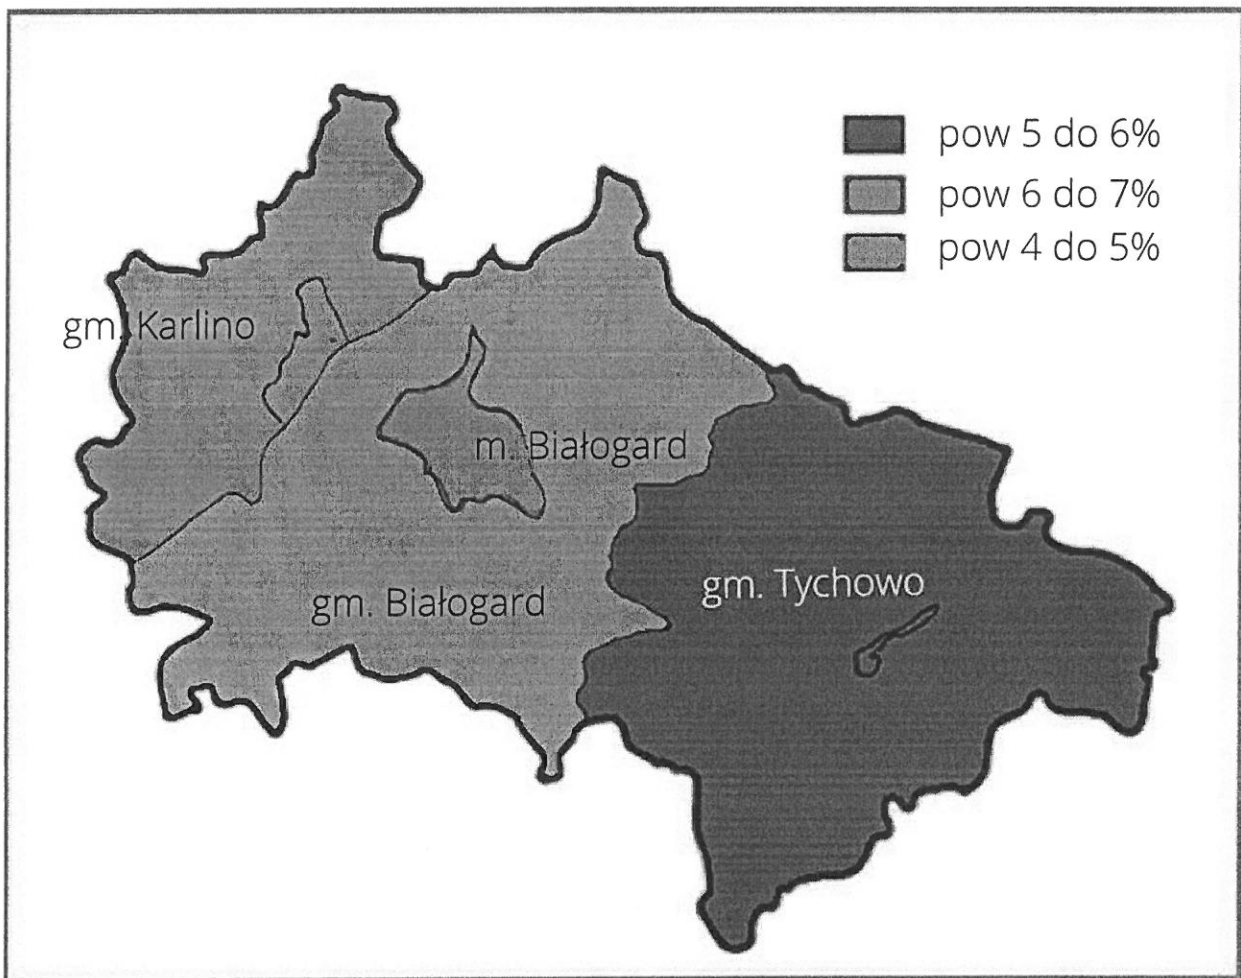 pow 5 do 6%
pow 6 do 7%
pow 4 do 5%
gm. Karlino
m. Białogard
gm. Białogard
gm. Tychowo